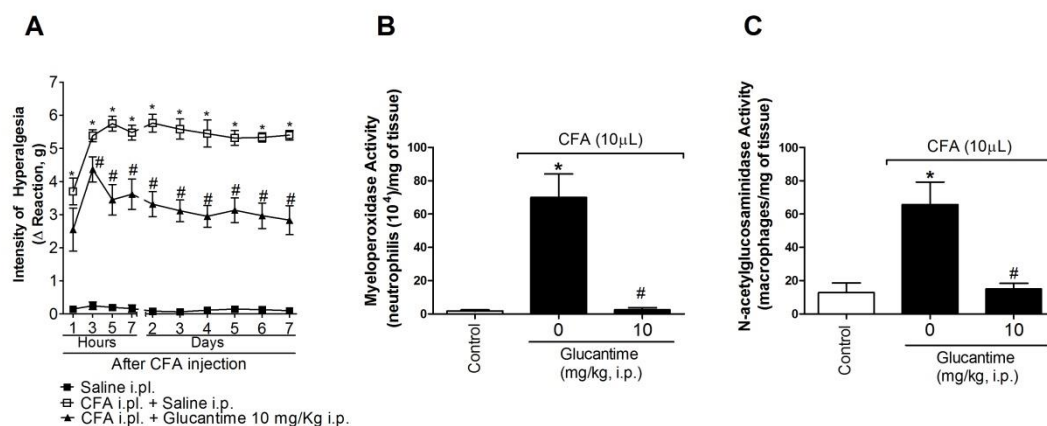 A
Intensity of Hyperalgesia
(Δ Reaction, g)
7
6
5
4
3
2
1
0
* * * * * * * * * *
# # # # # # # # #
1 3 5 7 2 3 4 5 6 7
Hours Days
After CFA injection
Saline i.pl.
CFA i.pl. + Saline i.p.
CFA i.pl. + Glucantime 10 mg/Kg i.p.
B
Myeloperoxidase Activity
(neutrophilis (10⁴)/mg of tissue)
100
80
60
40
20
0
CFA (10µL)
*
#
Control 0 10
Glucantime
(mg/kg, i.p.)
C
N-acetylglucosaminidase Activity
(macrophages/mg of tissue)
100
80
60
40
20
0
CFA (10µL)
*
#
Control 0 10
Glucantime
(mg/kg, i.p.)